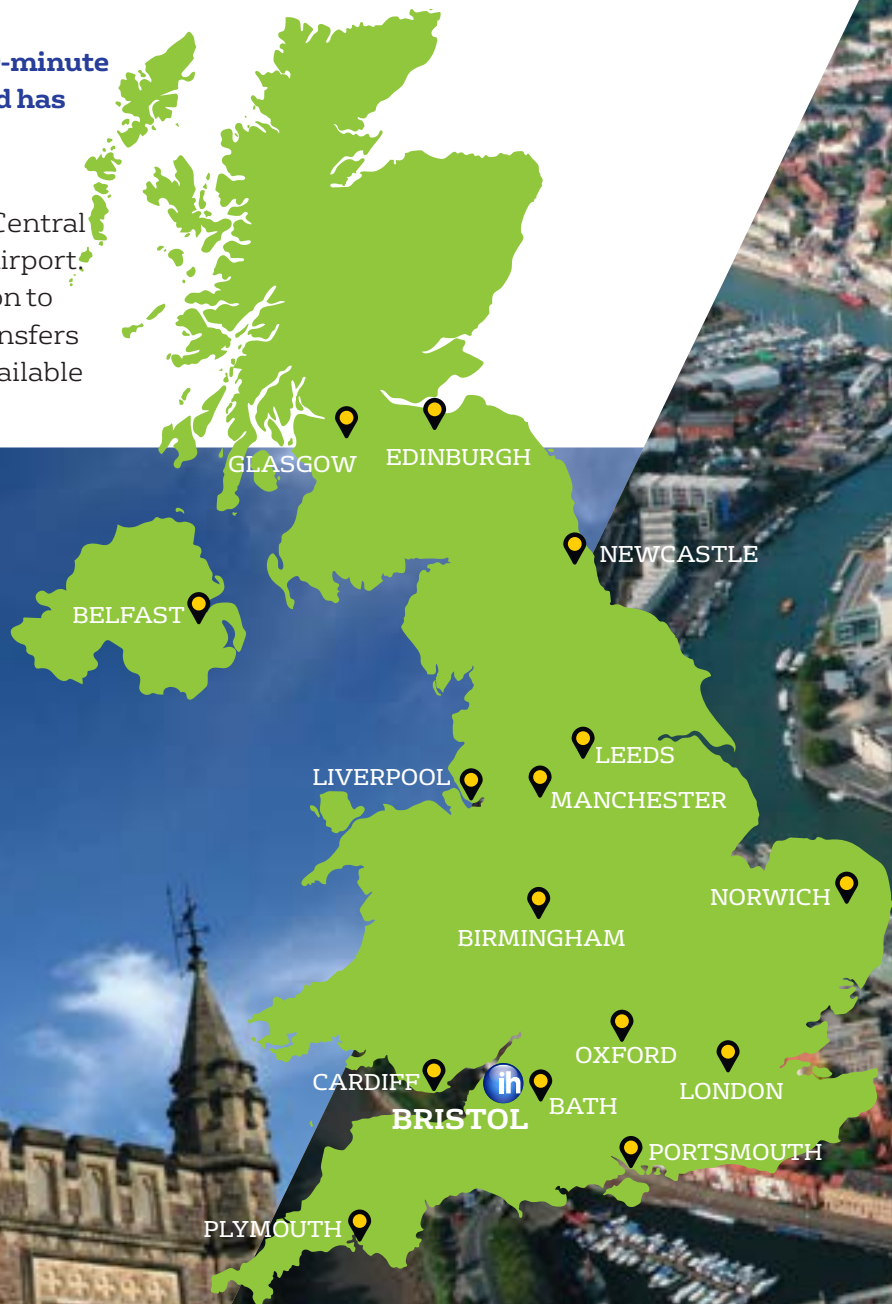 -minute
d has
Central
irport.
on to
nsfers
ailable
GLASGOW
EDINBURGH
NEWCASTLE
BELFAST
LEEDS
LIVERPOOL
MANCHESTER
NORWICH
BIRMINGHAM
OXFORD
CARDIFF
ih
LONDON
BATH
BRISTOL
PORTSMOUTH
PLYMOUTH